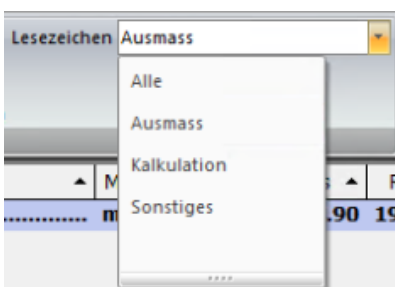 Lesezeichen Ausmass
Alle
Ausmass
Kalkulation
Sonstiges
.90 19